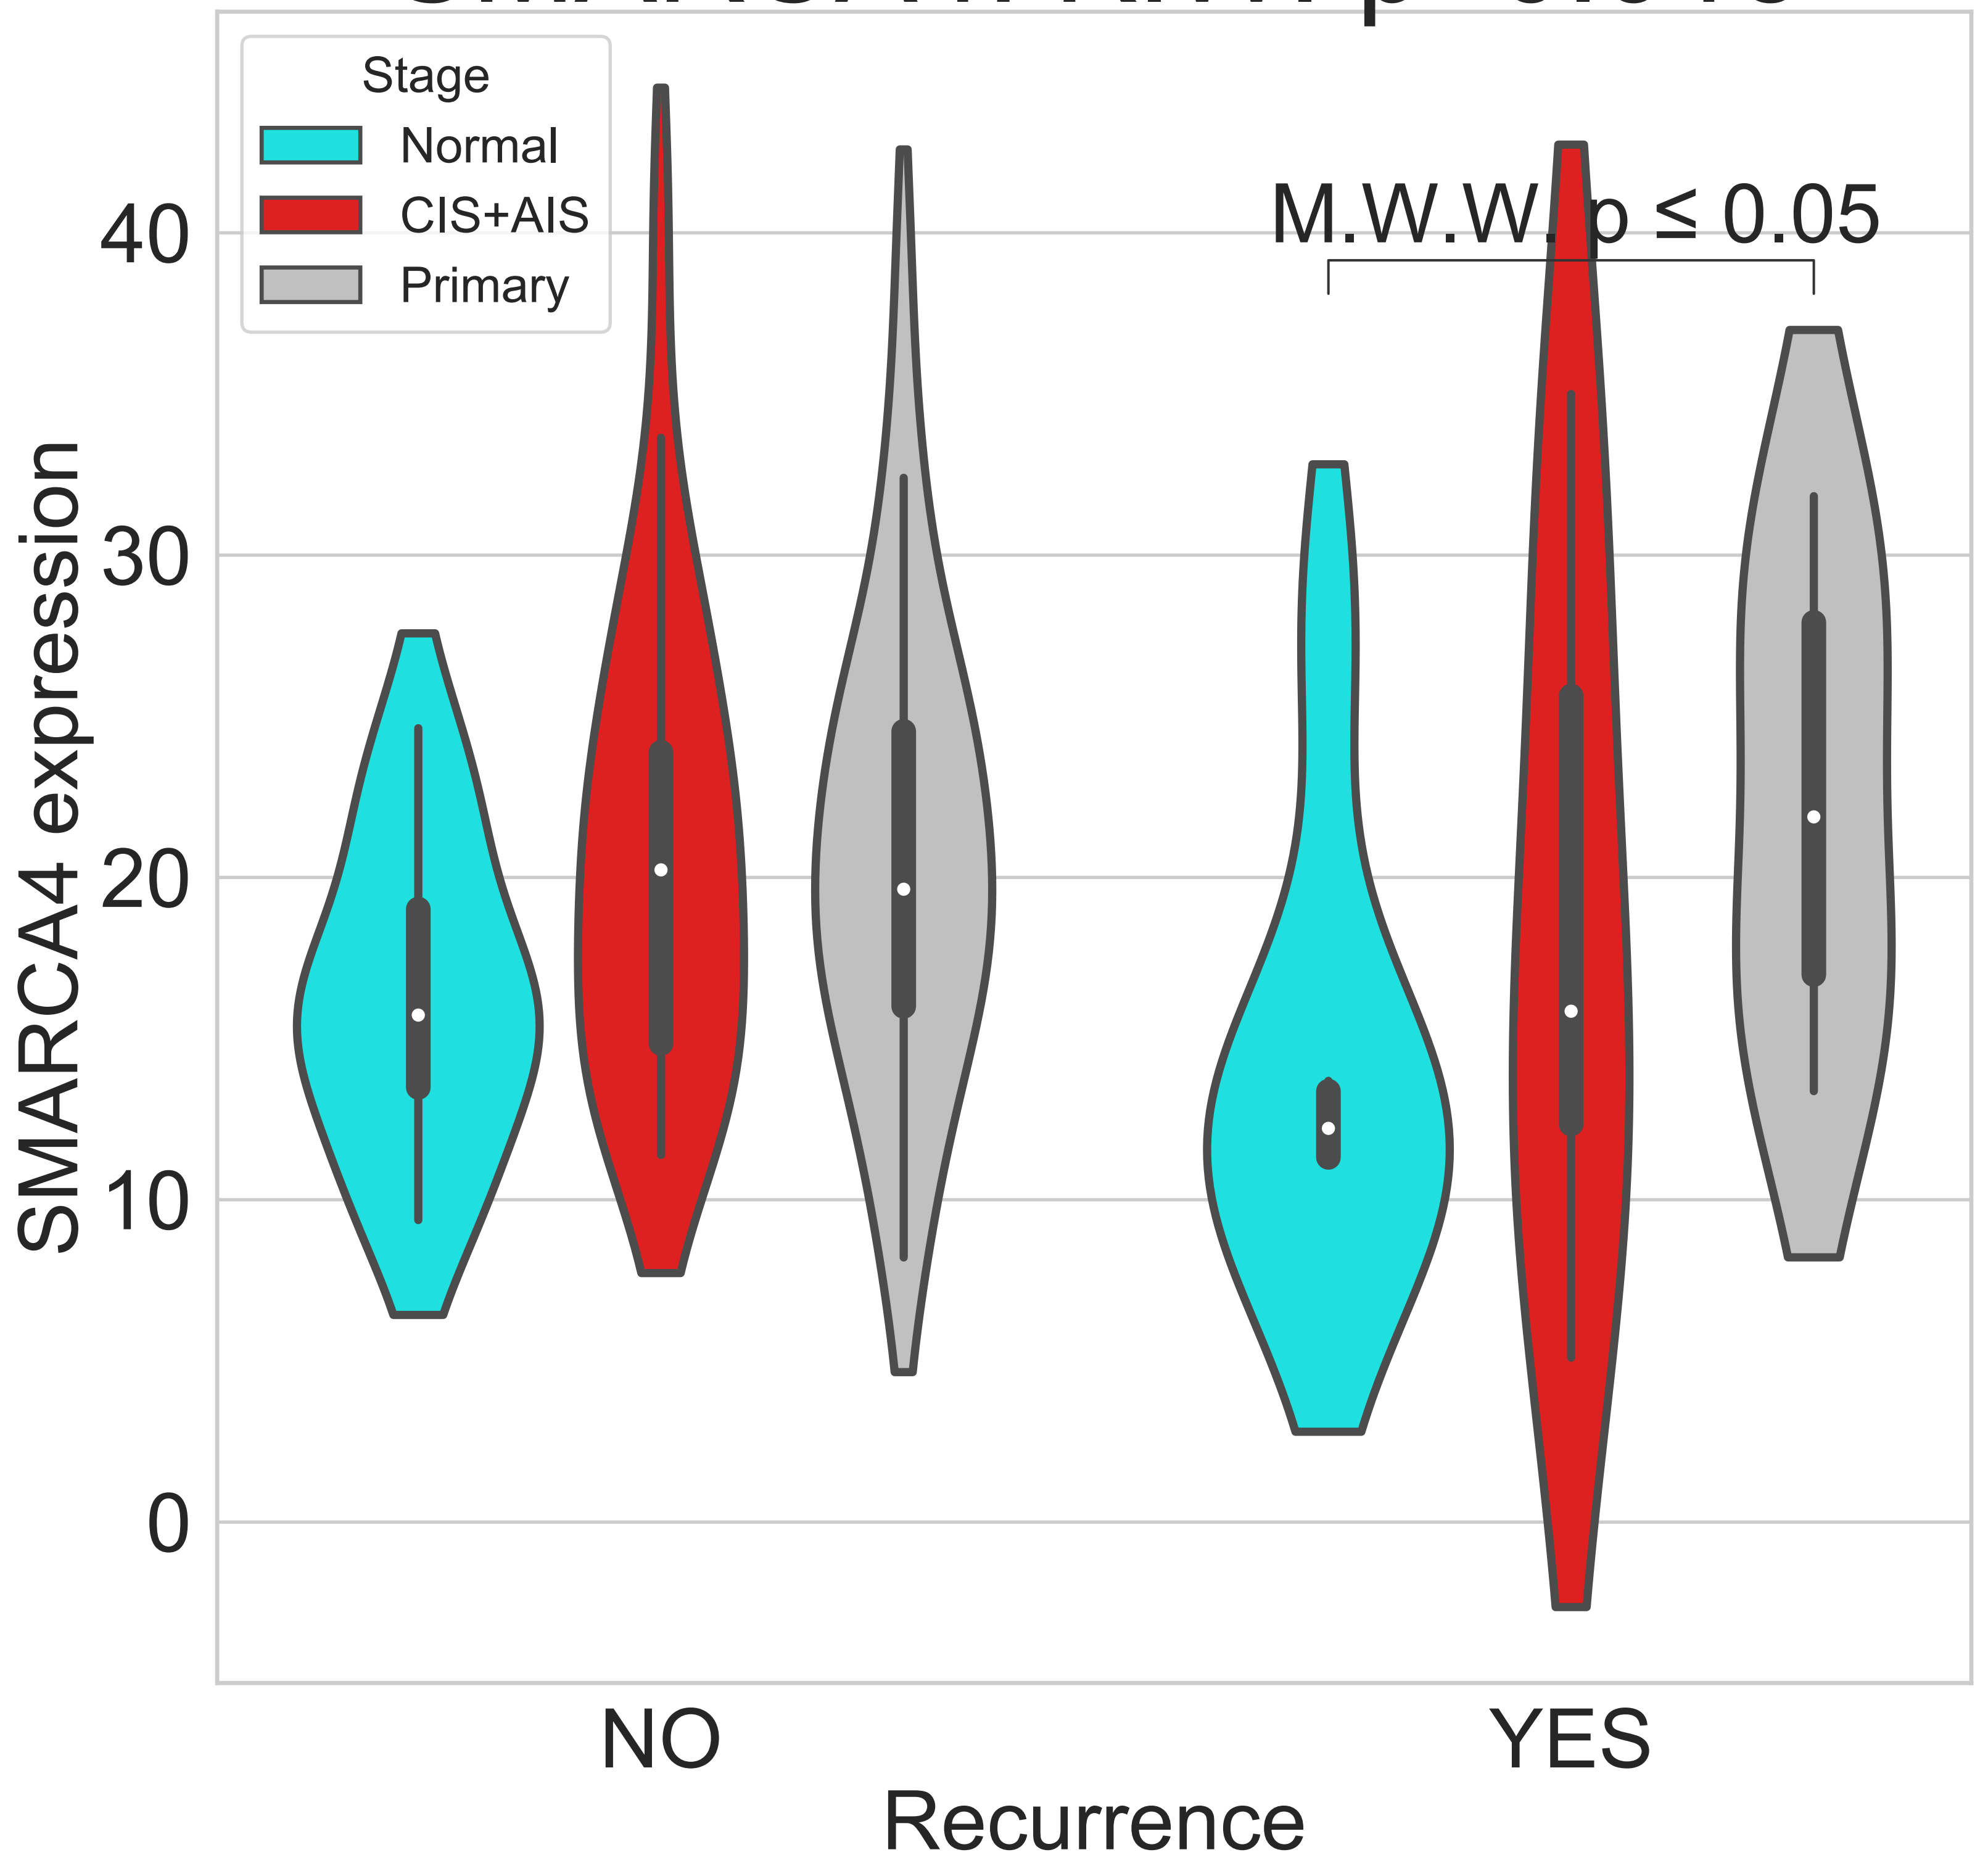 Stage
Normal
CIS+AIS
Primary
M.W.W. p ≤ 0.05
SMARCA4 expression
40
30
20
10
0
NO
YES
Recurrence